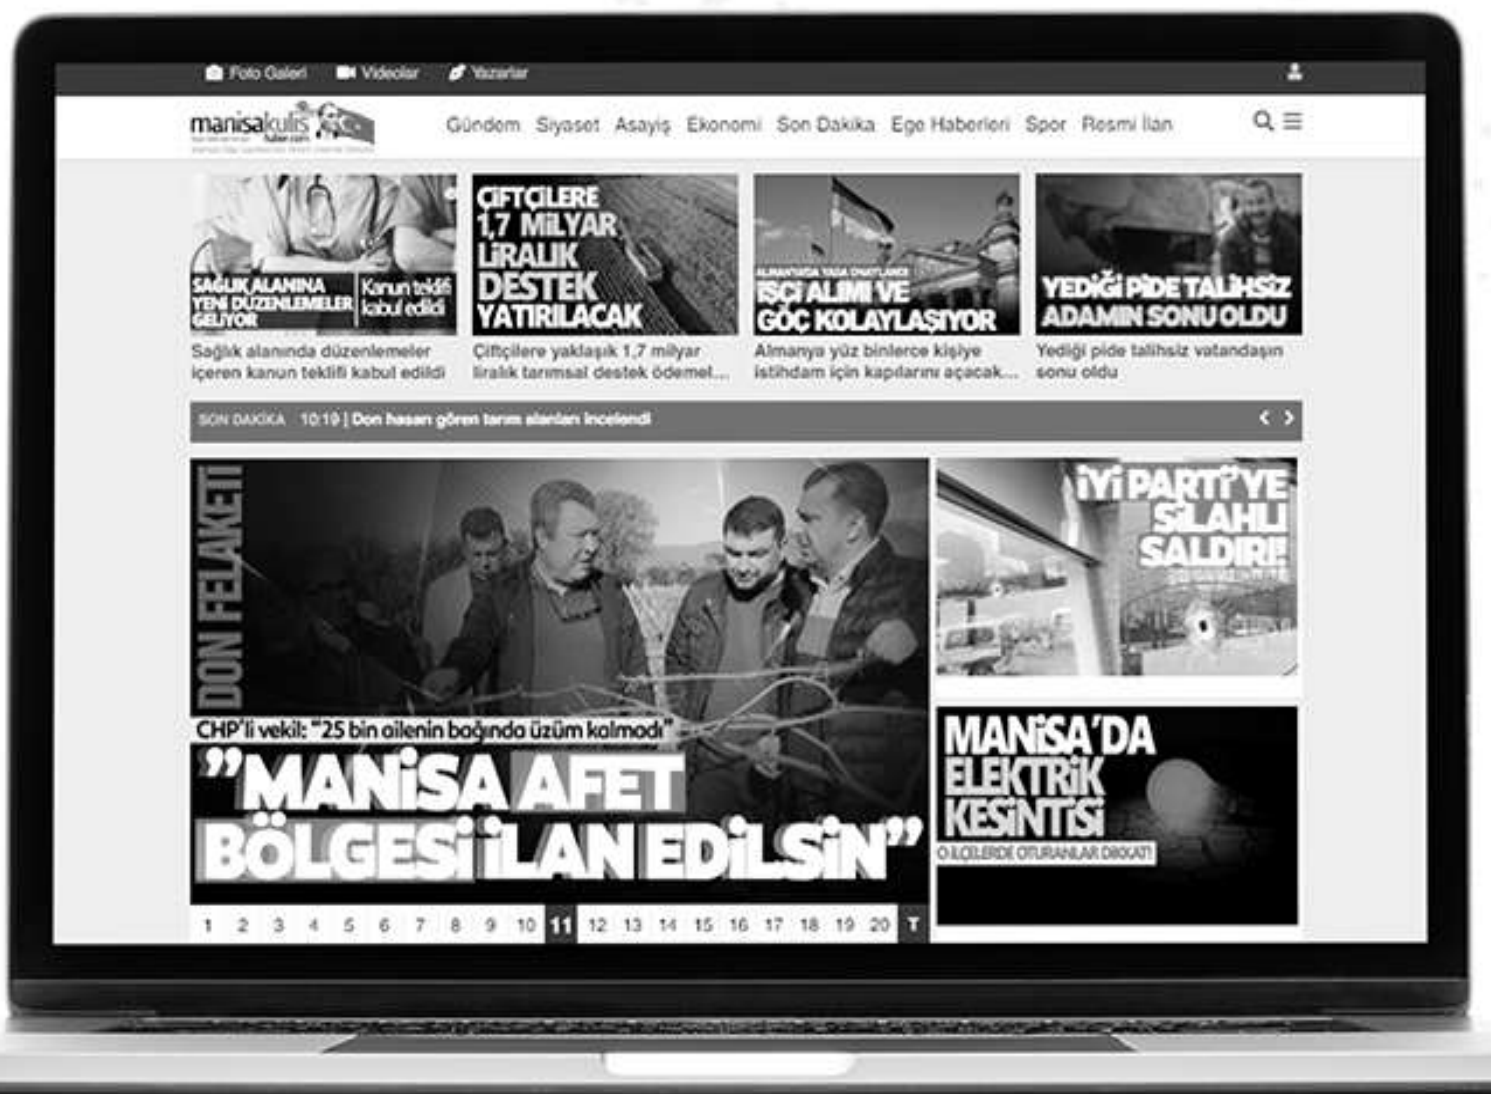 Foto Galeri Videolar Yazarlar
manisakulis
haber.com
Gündem Siyaset Asayiş Ekonomi Son Dakika Ege Haberleri Spor Resmi İlan
SAĞLIK ALANINA
YENİ DÜZENLEMELER
GELİYOR
Kanun teklifi
kabul edildi
Sağlık alanında düzenlemeler
içeren kanun teklifi kabul edildi
ÇİFTÇİLERE
1,7 MİLYAR
LİRALIK
DESTEK
YATIRILACAK
Çiftçilere yaklaşık 1,7 milyar
liralık tarımsal destek ödemel...
ALMANYA'DA YASA ONAYLANDI
İŞÇİ ALIMI VE
GÖÇ KOLAYLAŞIYOR
Almanya yüz binlerce kişiye
istihdam için kapılarını açacak...
YEDİĞİ PİDE TALİHSİZ
ADAMIN SONU OLDU
Yediği pide talihsiz vatandaşın
sonu oldu
SON DAKİKA 10:19 | Don hasarı gören tarım alanları incelendi
DON FELAKETİ
CHP'li vekil: "25 bin ailenin bağında üzüm kalmadı"
"MANİSA AFET
BÖLGESİ İLAN EDİLSİN"
1 2 3 4 5 6 7 8 9 10 11 12 13 14 15 16 17 18 19 20 T
İYİ PARTİ'YE
SİLAHLI
SALDIRI!
MANİSA'DA
ELEKTRİK
KESİNTİSİ
O İLÇELERDE OTURANLAR DİKKAT!